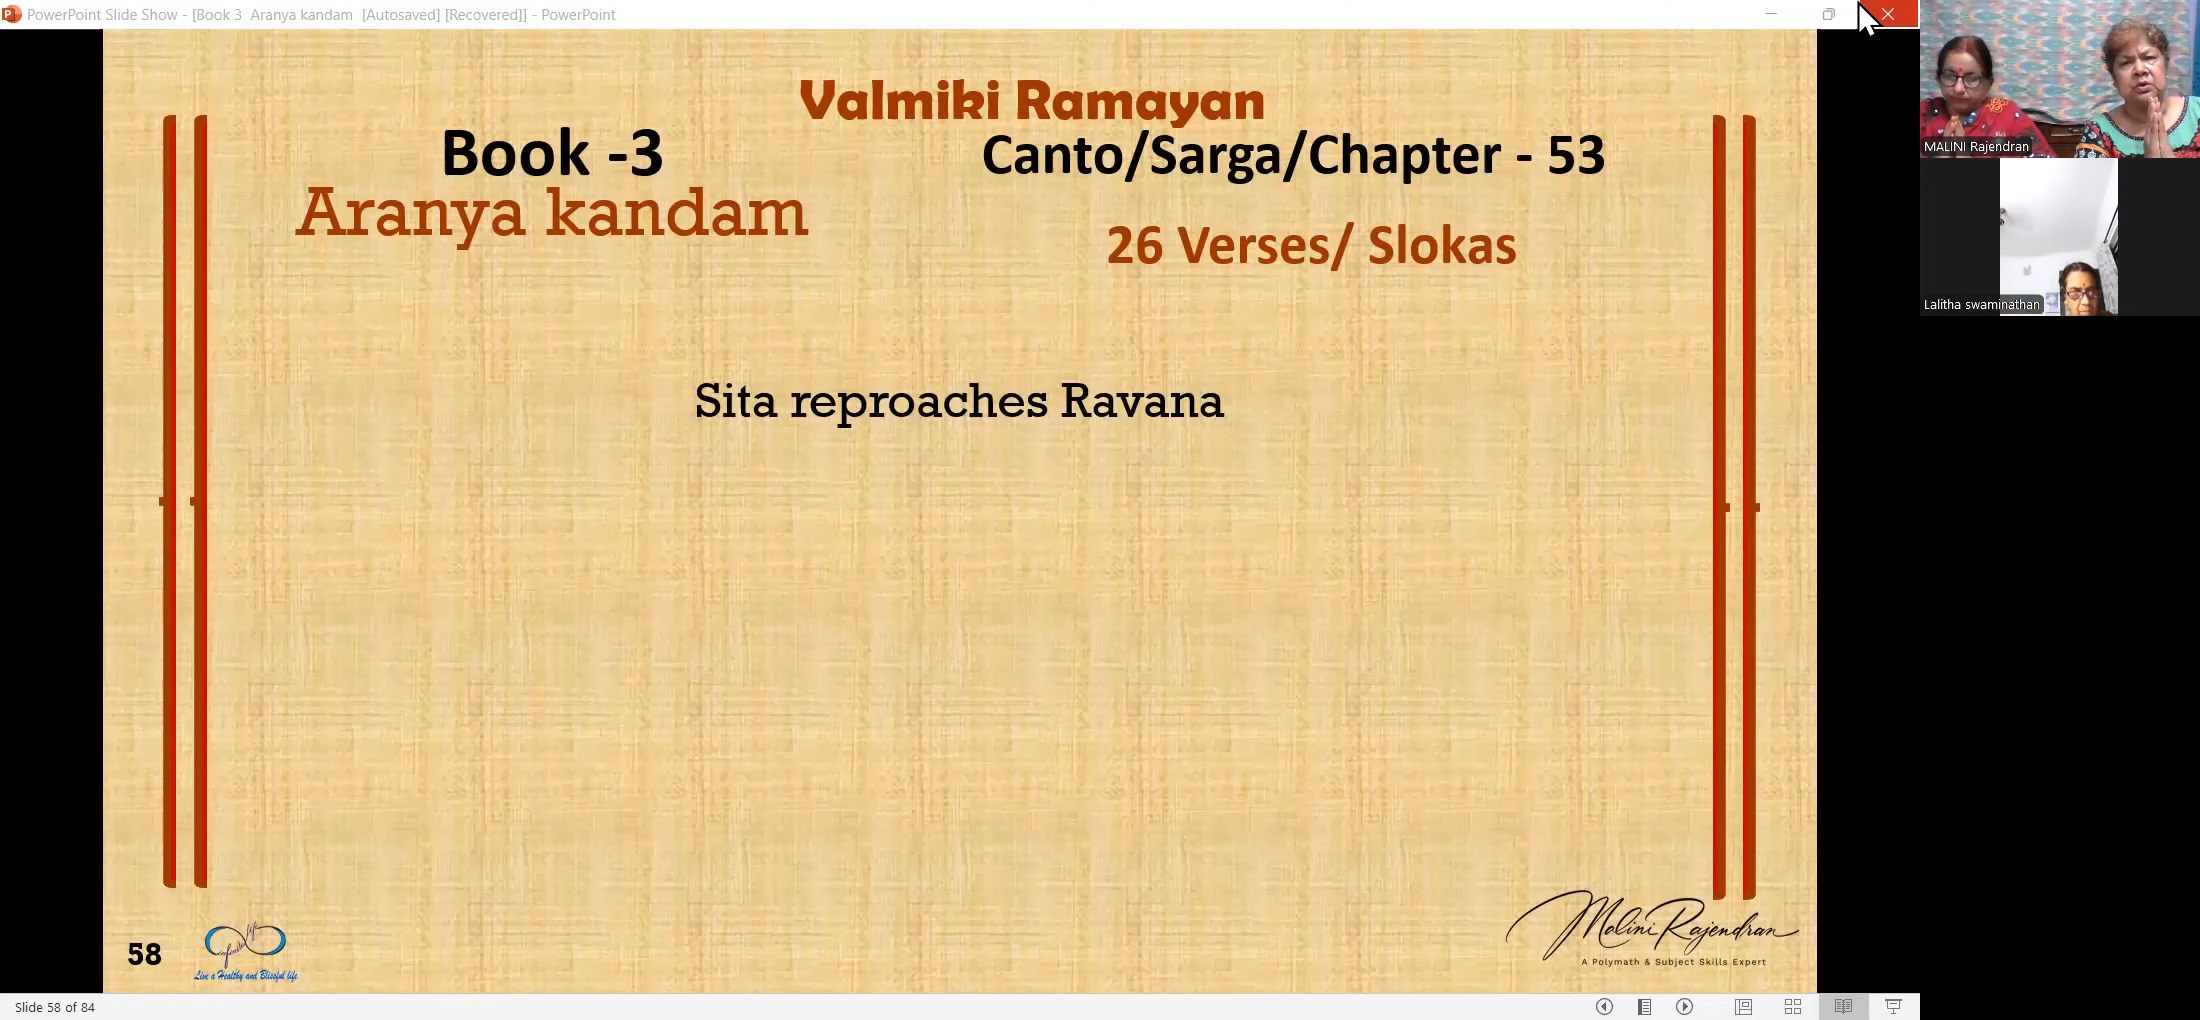 PowerPoint Slide Show - [Book 3  Aranya kandam  [Autosaved] [Recovered]] - PowerPoint
Valmiki Ramayan
Book -3
Canto/Sarga/Chapter - 53
Aranya kandam
26 Verses/ Slokas
Sita reproaches Ravana
MALINI Rajendran
Lalitha swaminathan
58
infinite life
Live a Healthy and Blissful life
Malini Rajendran
A Polymath & Subject Skills Expert
Slide 58 of 84